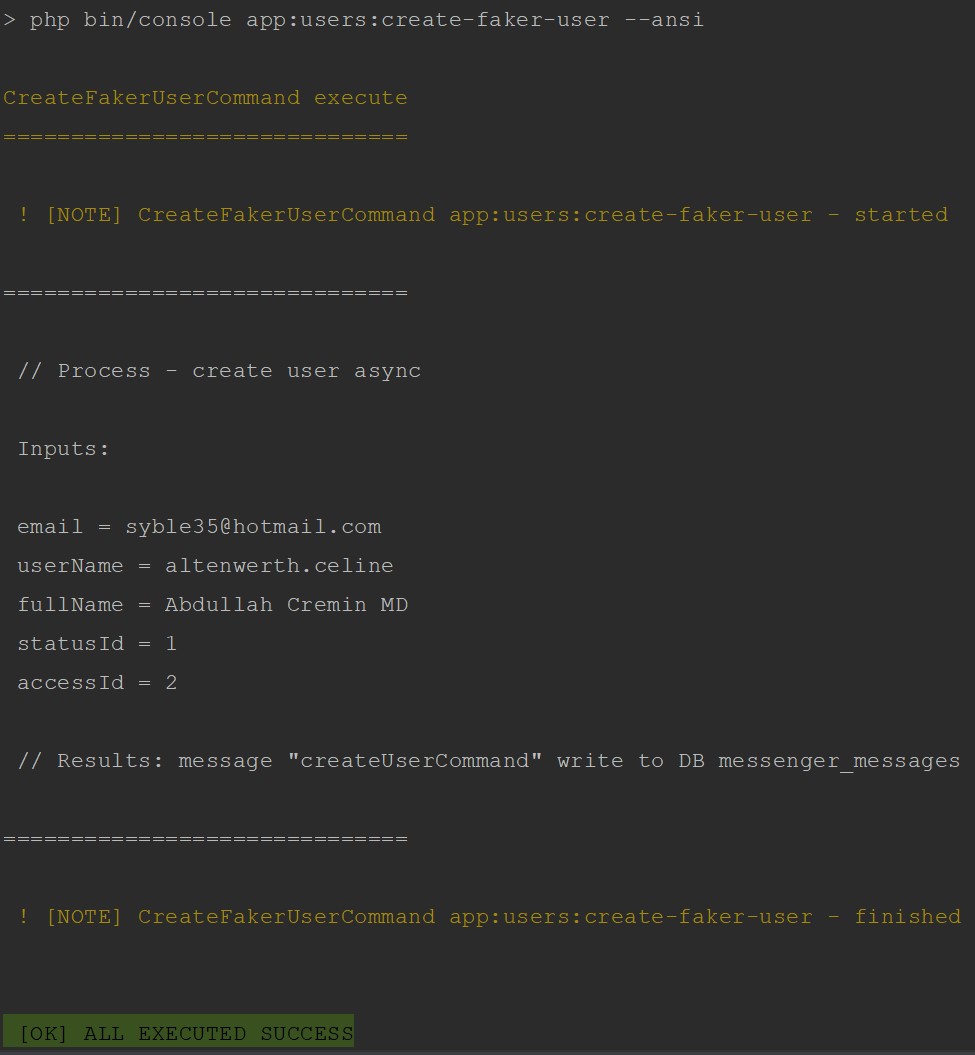 > php bin/console app:users:create-faker-user --ansi
CreateFakerUserCommand execute
==============================
! [NOTE] CreateFakerUserCommand app:users:create-faker-user - started
==============================
// Process - create user async
Inputs:
email = syble35@hotmail.com
userName = altenwerth.celine
fullName = Abdullah Cremin MD
statusId = 1
accessId = 2
// Results: message "createUserCommand" write to DB messenger_messages
==============================
! [NOTE] CreateFakerUserCommand app:users:create-faker-user - finished
[OK] ALL EXECUTED SUCCESS